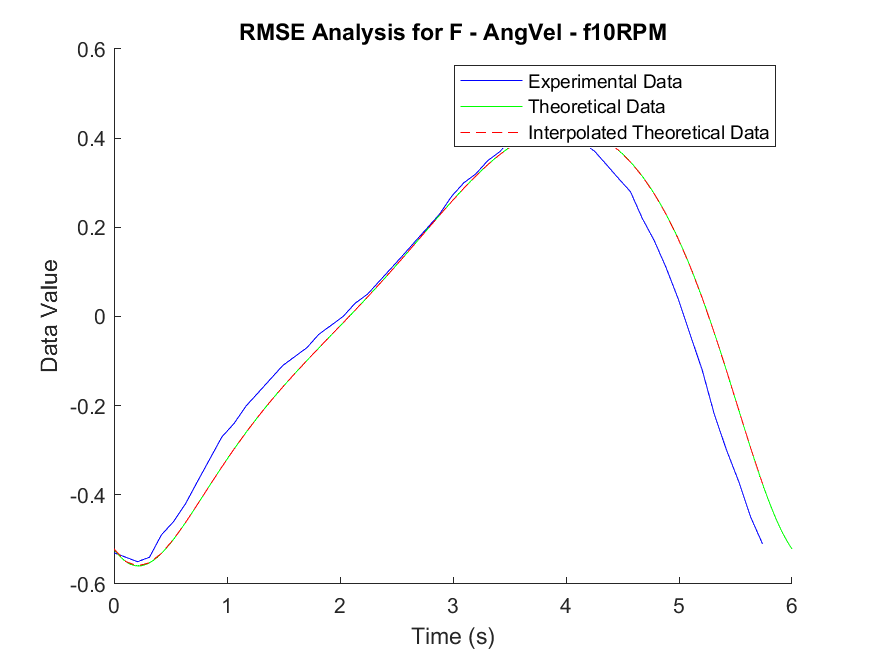 RMSE Analysis for F - AngVel - f10RPM
0.6
Experimental Data
Theoretical Data
Interpolated Theoretical Data
0.4
0.2
0
-0.2
-0.4
-0.6
Data Value
0 1 2 3 4 5 6
Time (s)